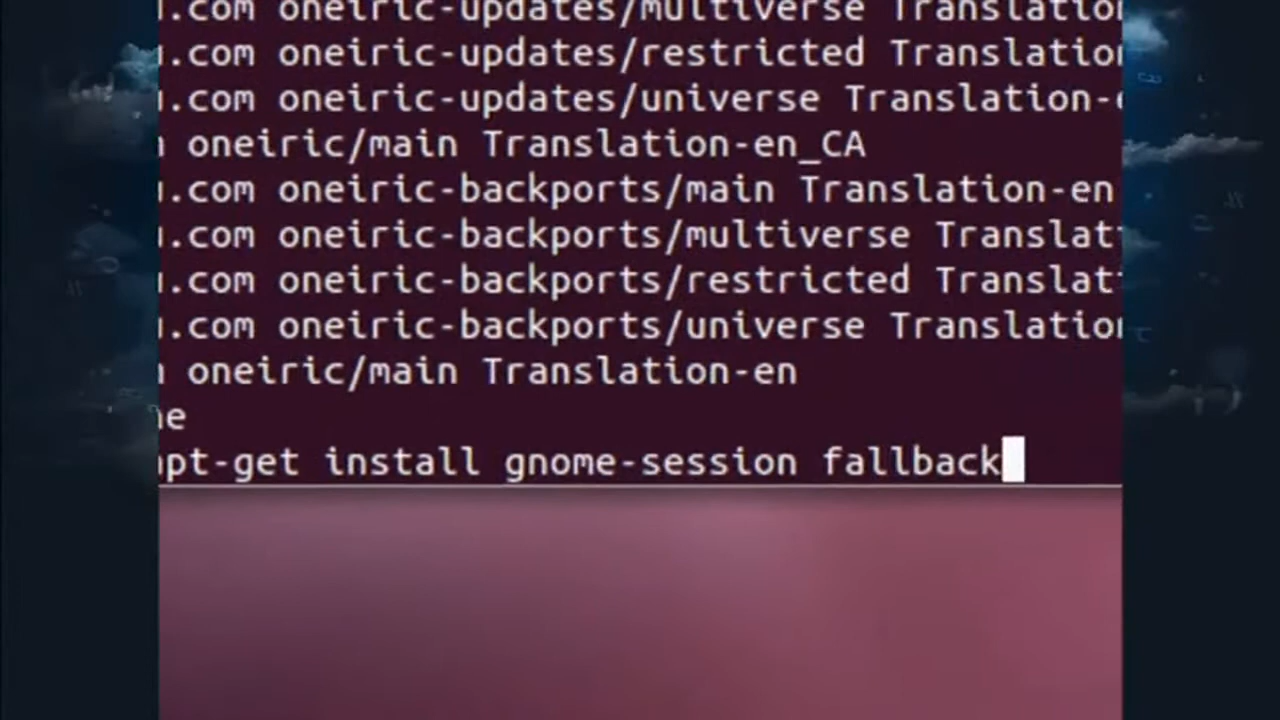 .com oneiric-updates/multiverse
.com oneiric-updates/restricted
.com oneiric-updates/universe
oneiric/main Translation-en_CA
.com oneiric-backports/main Translation-en
.com oneiric-backports/multiverse
.com oneiric-backports/restricted
.com oneiric-backports/universe
oneiric/main Translation-en
pt-get install gnome-session fallback